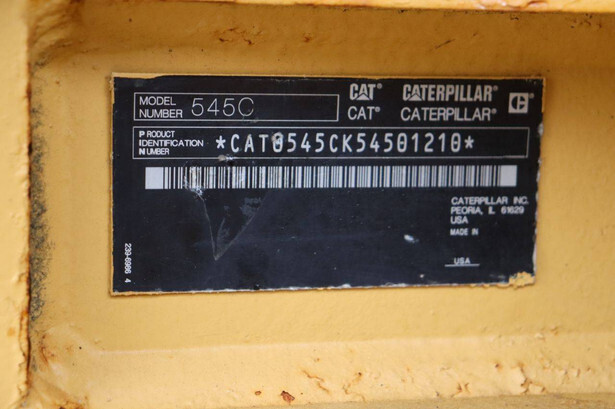 MODEL
NUMBER 545C
CAT® CATERPILLAR®
CAT® CATERPILLAR®
PRODUCT
IDENTIFICATION
NUMBER
*CAT0545CK54501210*
CATERPILLAR INC.
PEORIA, IL 61629
USA
MADE IN
USA
239-6986 4